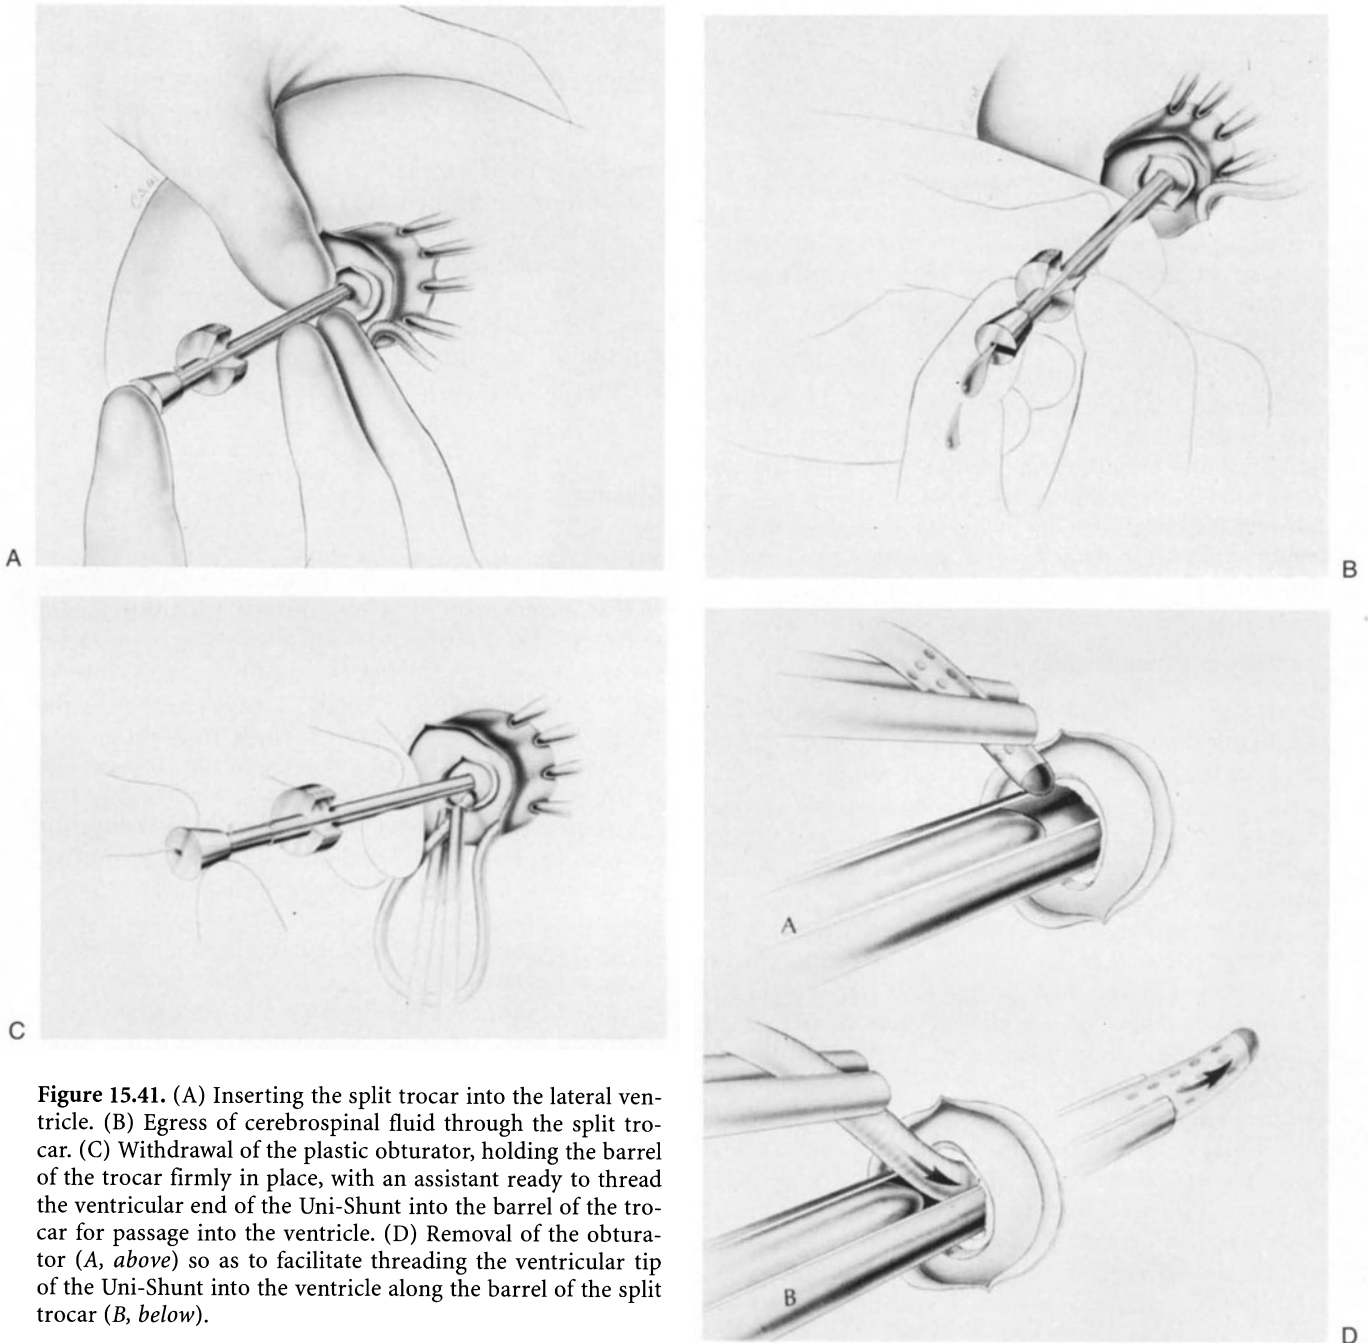 A
B
C
A
B
D
Figure 15.41. (A) Inserting the split trocar into the lateral ven-
tricle. (B) Egress of cerebrospinal fluid through the split tro-
car. (C) Withdrawal of the plastic obturator, holding the barrel
of the trocar firmly in place, with an assistant ready to thread
the ventricular end of the Uni-Shunt into the barrel of the tro-
car for passage into the ventricle. (D) Removal of the obtura-
tor (A, above) so as to facilitate threading the ventricular tip
of the Uni-Shunt into the ventricle along the barrel of the split
trocar (B, below).